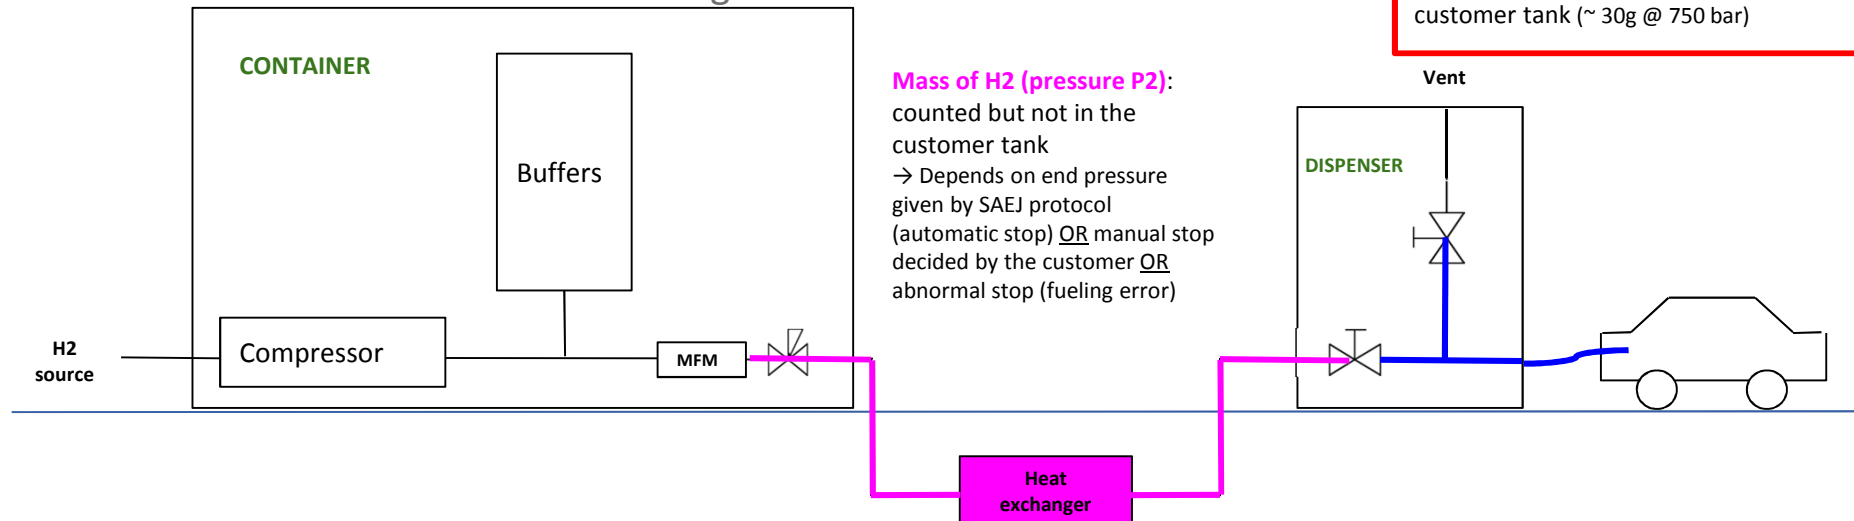 customer tank (~ 30g @ 750 bar)
CONTAINER
Buffers
Mass of H2 (pressure P2):
counted but not in the
customer tank
→ Depends on end pressure
given by SAEJ protocol
(automatic stop) OR manual stop
decided by the customer OR
abnormal stop (fueling error)
Vent
DISPENSER
H2
source
Compressor
MFM
Heat
exchanger